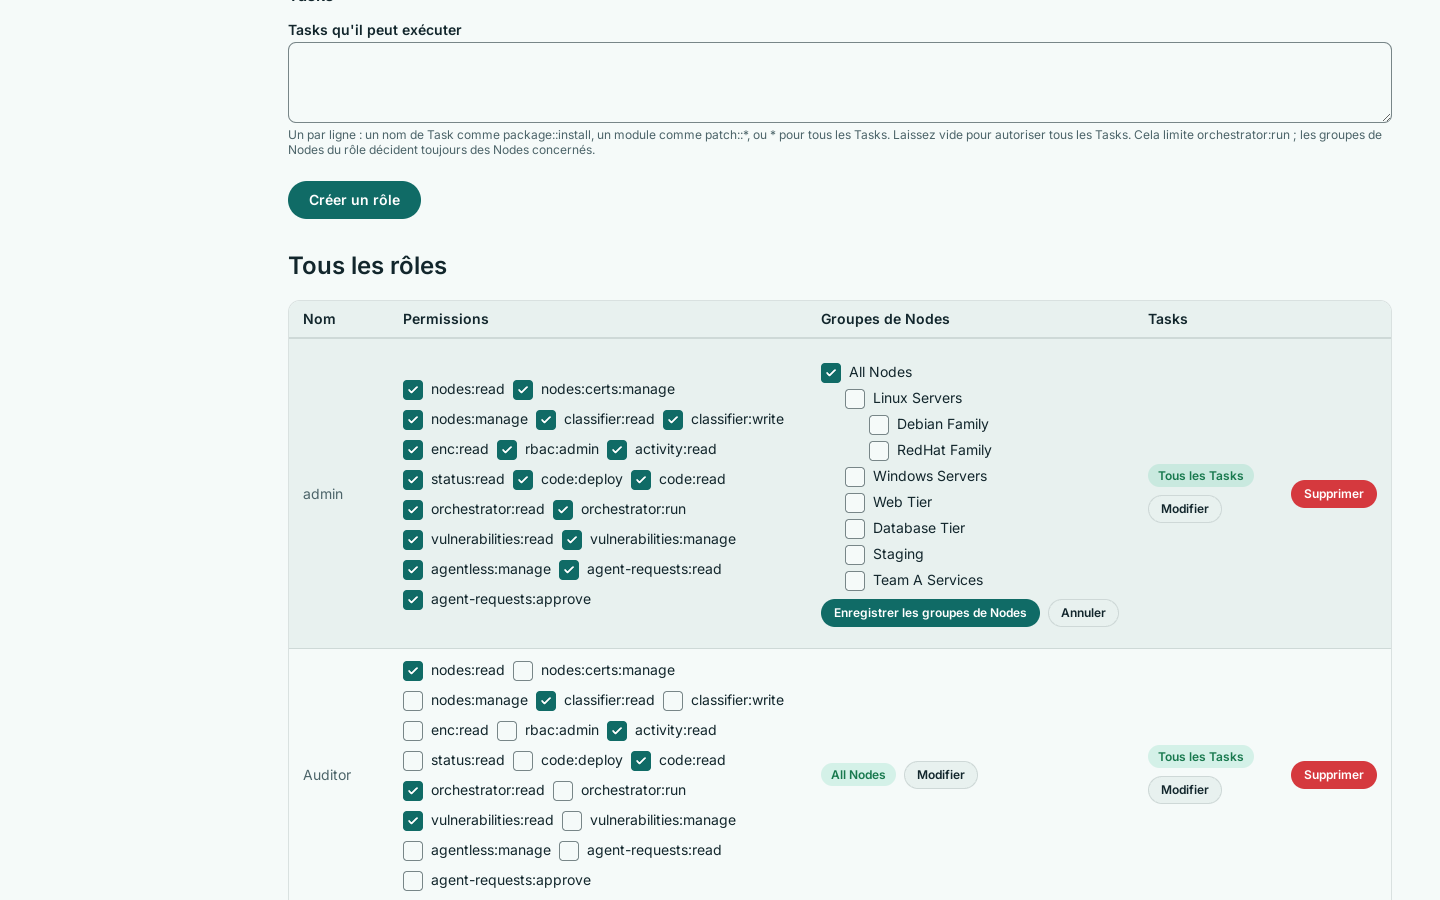 Tasks qu'il peut exécuter
Un par ligne : un nom de Task comme package::install, un module comme patch::*, ou * pour tous les Tasks. Laissez vide pour autoriser tous les Tasks. Cela limite orchestrator:run ; les groupes de
Nodes du rôle décident toujours des Nodes concernés.
Créer un rôle
Tous les rôles
Nom Permissions Groupes de Nodes Tasks
admin
nodes:read nodes:certs:manage
nodes:manage classifier:read classifier:write
enc:read rbac:admin activity:read
status:read code:deploy code:read
orchestrator:read orchestrator:run
vulnerabilities:read vulnerabilities:manage
agentless:manage agent-requests:read
agent-requests:approve
All Nodes
Linux Servers
Debian Family
RedHat Family
Windows Servers
Web Tier
Database Tier
Staging
Team A Services
Enregistrer les groupes de Nodes Annuler
Tous les Tasks
Modifier
Supprimer
Auditor
nodes:read nodes:certs:manage
nodes:manage classifier:read classifier:write
enc:read rbac:admin activity:read
status:read code:deploy code:read
orchestrator:read orchestrator:run
vulnerabilities:read vulnerabilities:manage
agentless:manage agent-requests:read
agent-requests:approve
All Nodes Modifier
Tous les Tasks
Modifier
Supprimer